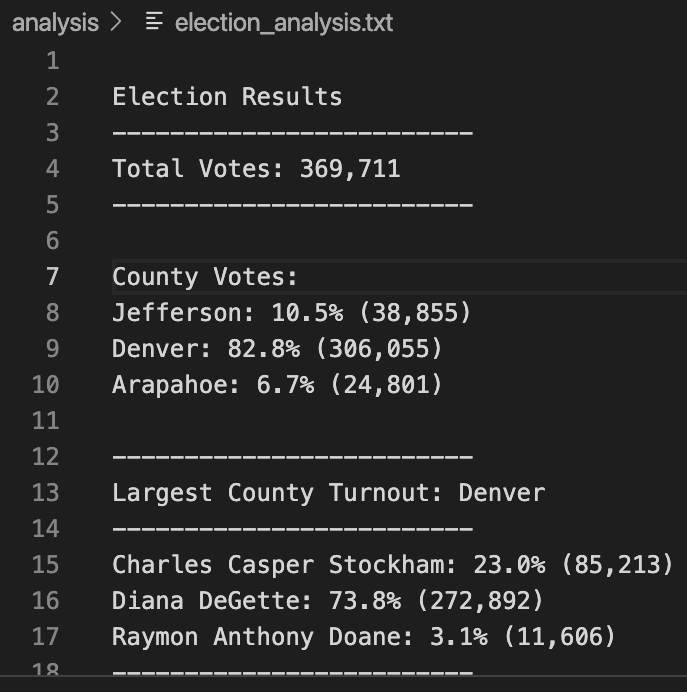 analysis > election_analysis.txt
1
2 Election Results
3 -------------------------
4 Total Votes: 369,711
5 -------------------------
6
7 County Votes:
8 Jefferson: 10.5% (38,855)
9 Denver: 82.8% (306,055)
10 Arapahoe: 6.7% (24,801)
11
12 -------------------------
13 Largest County Turnout: Denver
14 -------------------------
15 Charles Casper Stockham: 23.0% (85,213)
16 Diana DeGette: 73.8% (272,892)
17 Raymon Anthony Doane: 3.1% (11,606)
18 -------------------------